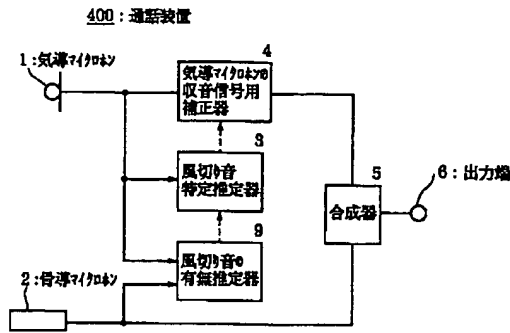 400：通話装置
1：気導マイクロホン
4
気導マイクロホンの
収音信号用
補正器
3
風切り音
特定推定器
5
合成器
6：出力端
9
風切り音の
有無推定器
2：骨導マイクロホン